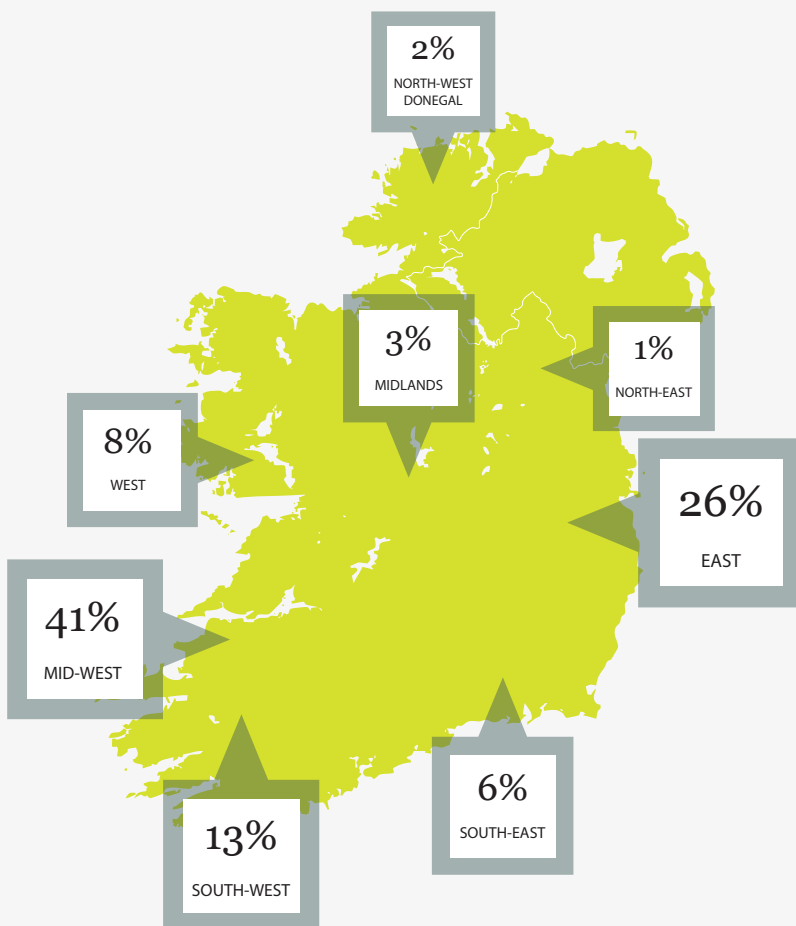 2%
NORTH-WEST
DONEGAL
3%
MIDLANDS
1%
NORTH-EAST
8%
WEST
26%
EAST
41%
MID-WEST
6%
SOUTH-EAST
13%
SOUTH-WEST